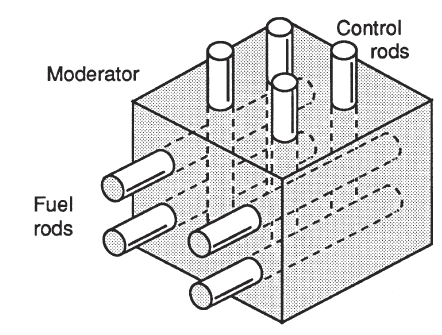 Control
rods
Moderator
Fuel
rods